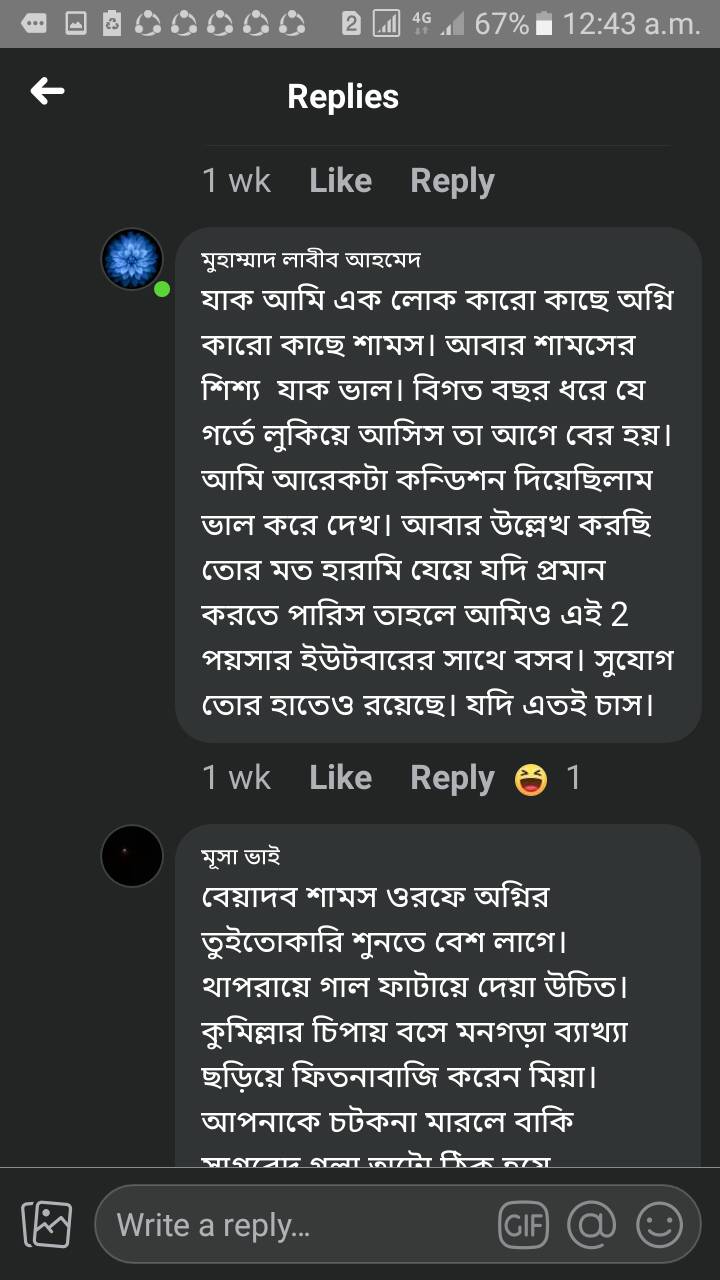 2 4G 67% 12:43 a.m.
Replies
1 wk Like Reply
মুহাম্মাদ লাবীব আহমেদ
যাক আমি এক লোক কারো কাছে অগ্নি
কারো কাছে শামস। আবার শামসের
শিশ্য যাক ভাল। বিগত বছর ধরে যে
গর্তে লুকিয়ে আসিস তা আগে বের হয়।
আমি আরেকটা কন্ডিশন দিয়েছিলাম
ভাল করে দেখ। আবার উল্লেখ করছি
তোর মত হারামি যেয়ে যদি প্রমান
করতে পারিস তাহলে আমিও এই 2
পয়সার ইউটবারের সাথে বসব। সুযোগ
তোর হাতেও রয়েছে। যদি এতই চাস।
1 wk Like Reply 😆 1
মূসা ভাই
বেয়াদব শামস ওরফে অগ্নির
তুইতোকারি শুনতে বেশ লাগে।
থাপরায়ে গাল ফাটায়ে দেয়া উচিত।
কুমিল্লার চিপায় বসে মনগড়া ব্যাখ্যা
ছড়িয়ে ফিতনাবাজি করেন মিয়া।
আপনাকে চটকনা মারলে বাকি
Write a reply...
GIF @